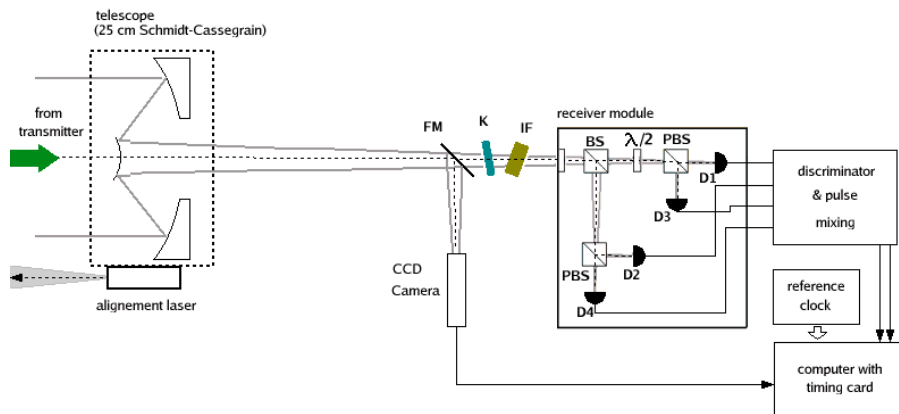 telescope
(25 cm Schmidt-Cassegrain)
from
transmitter
alignement laser
FM
K
IF
CCD
Camera
receiver module
BS
λ/2
PBS
D1
D3
PBS
D2
D4
discriminator
& pulse
mixing
reference
clock
computer with
timing card